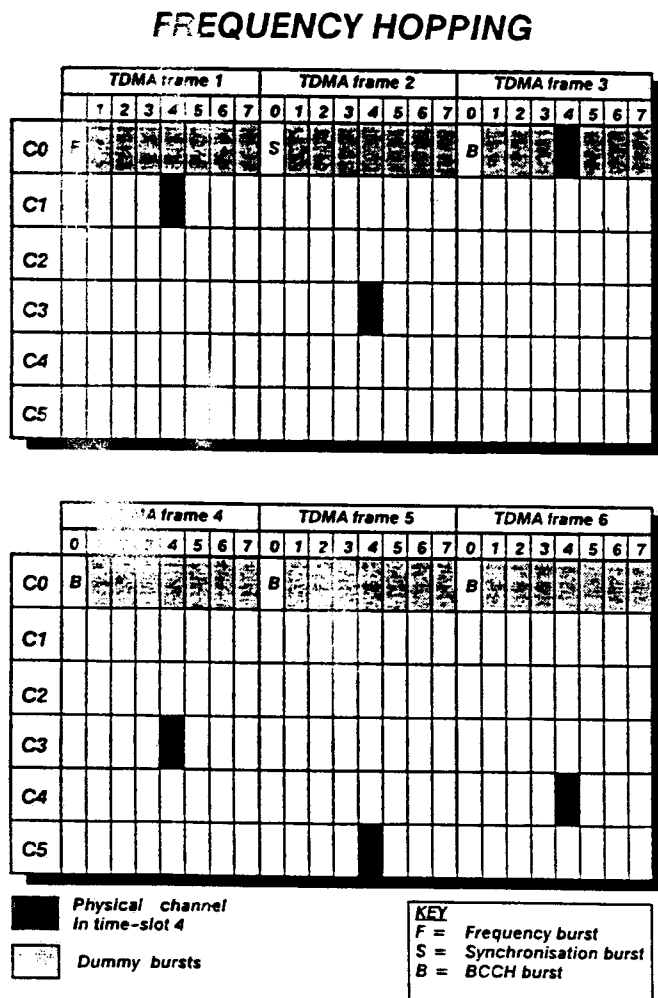 FREQUENCY HOPPING
TDMA frame 1 TDMA frame 2 TDMA frame 3
1 2 3 4 5 6 7 0 1 2 3 4 5 6 7 0 1 2 3 4 5 6 7
C0 F S B
C1
C2
C3
C4
C5
TDMA frame 4 TDMA frame 5 TDMA frame 6
0 3 4 5 6 7 0 1 2 3 4 5 6 7 0 1 2 3 4 5 6 7
C0 B B B
C1
C2
C3
C4
C5
Physical channel
In time-slot 4
Dummy bursts
KEY
F = Frequency burst
S = Synchronisation burst
B = BCCH burst